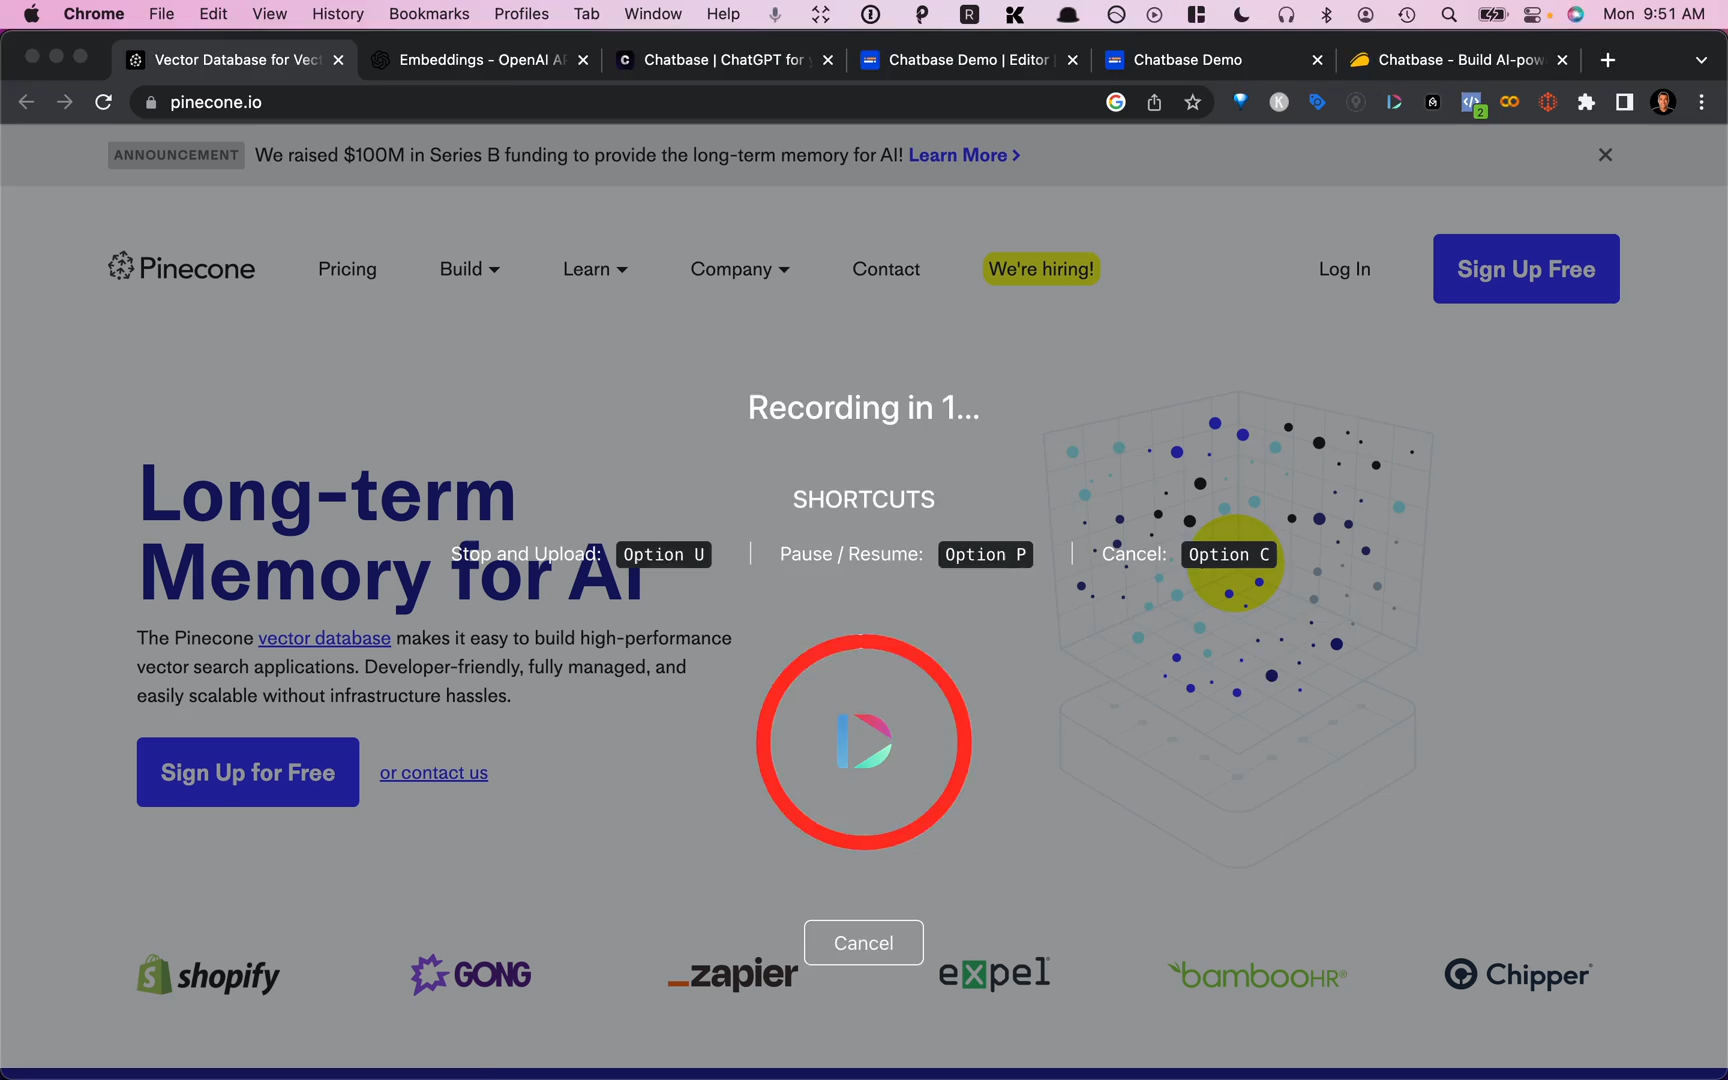 Chrome File Edit View History Bookmarks Profiles Tab Window Help Mon 9:51 AM
Vector Database for Vect Embeddings - OpenAI AP Chatbase | ChatGPT for y Chatbase Demo | Editor Chatbase Demo Chatbase - Build AI-pow
pinecone.io
2
ANNOUNCEMENT We raised $100M in Series B funding to provide the long-term memory for AI! Learn More >
Pinecone Pricing Build Learn Company Contact We're hiring! Log In Sign Up Free
Recording in 1...
Long-term
Memory for AI
SHORTCUTS
Stop and Upload: Option U | Pause / Resume: Option P | Cancel: Option C
The Pinecone vector database makes it easy to build high-performance
vector search applications. Developer-friendly, fully managed, and
easily scalable without infrastructure hassles.
Sign Up for Free or contact us
Cancel
shopify GONG _zapier expel bambooHR Chipper